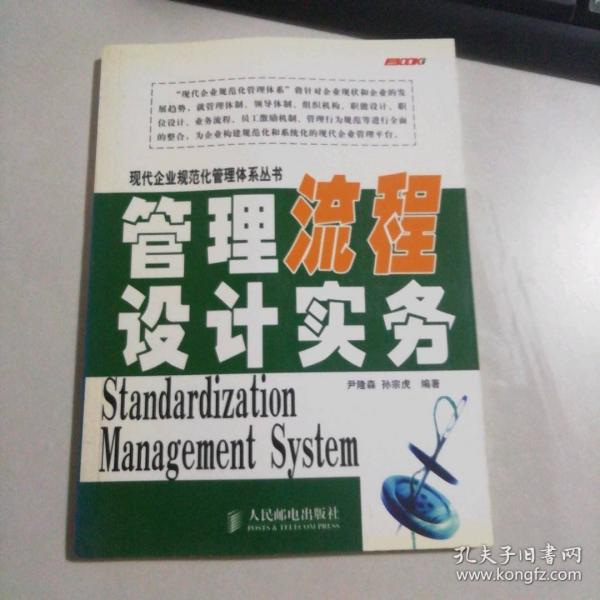 BOOK
“现代企业规范化管理体系”将针对企业现状和企业的发
展趋势，就管理体制、领导体制、组织机构、职能设计、职
位设计、业务流程、员工激励机制、管理行为规范等进行全面
的整合，为企业构建规范化和系统化的现代企业管理平台。
现代企业规范化管理体系丛书
管理流程
设计实务
尹隆森 孙宗虎 编著
Standardization
Management System
人民邮电出版社
POSTS & TELECOM PRESS
孔夫子旧书网
www.kongfz.com